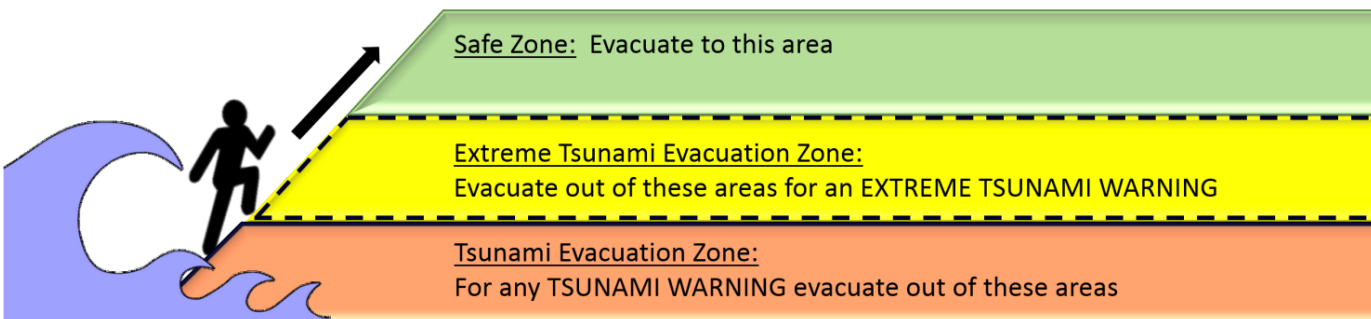 Safe Zone: Evacuate to this area
Extreme Tsunami Evacuation Zone:
Evacuate out of these areas for an EXTREME TSUNAMI WARNING
Tsunami Evacuation Zone:
For any TSUNAMI WARNING evacuate out of these areas